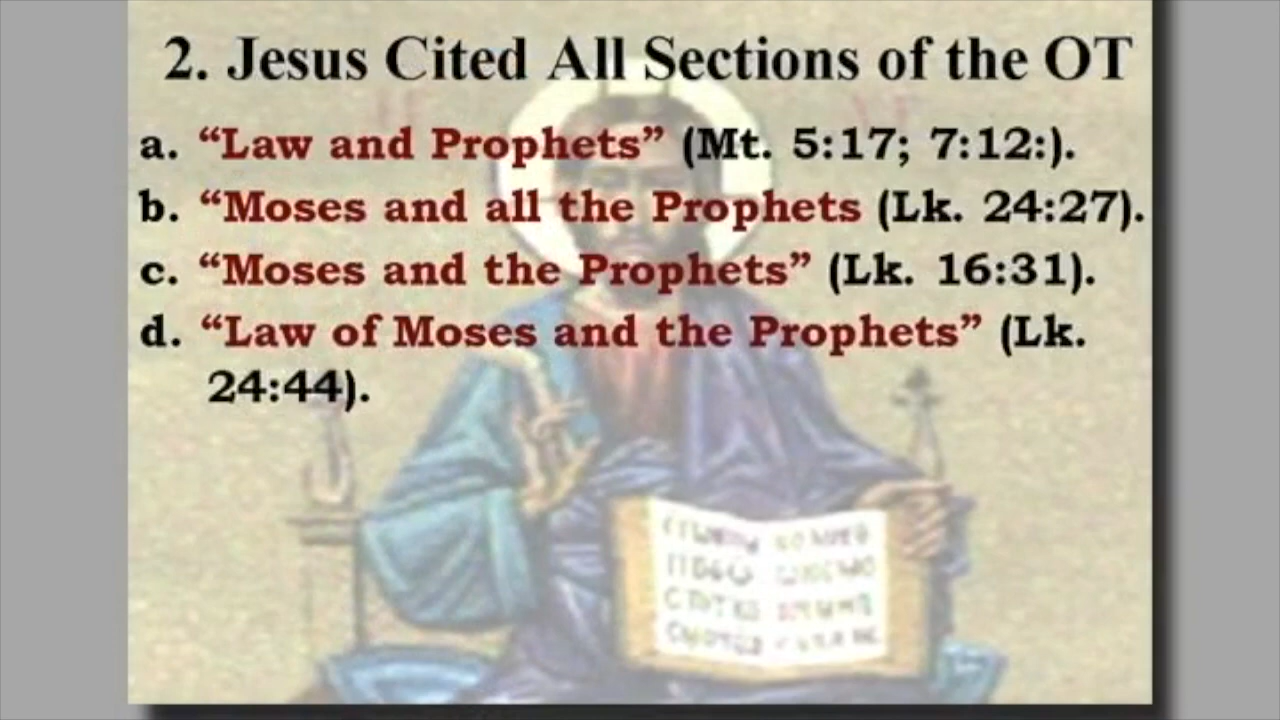 2. Jesus Cited All Sections of the OT
a. “Law and Prophets” (Mt. 5:17; 7:12:).
b. “Moses and all the Prophets (Lk. 24:27).
c. “Moses and the Prophets” (Lk. 16:31).
d. “Law of Moses and the Prophets” (Lk.
24:44).